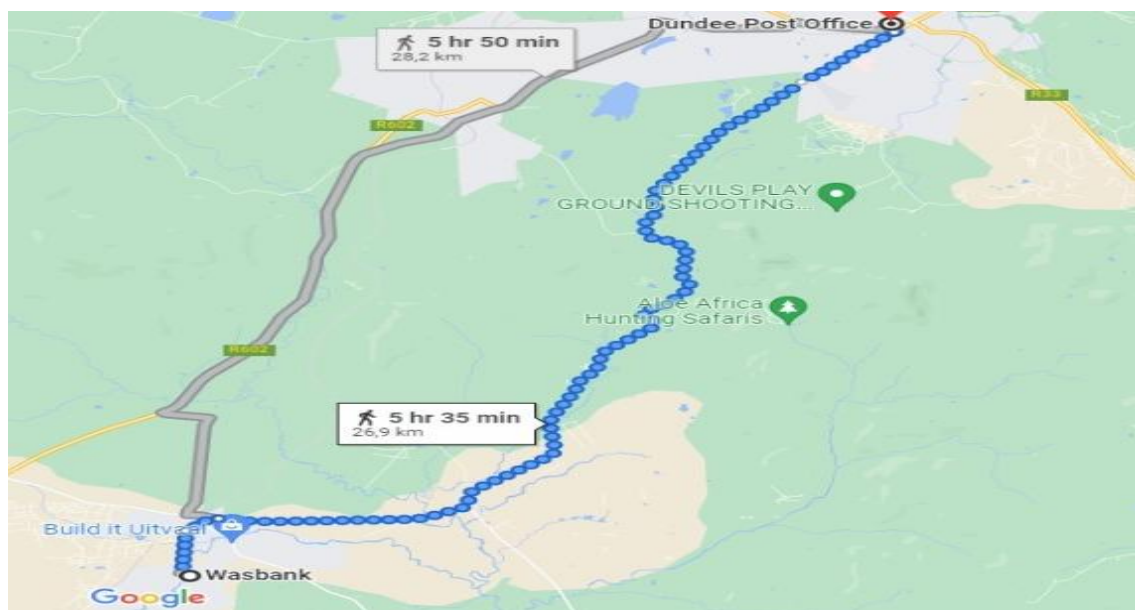 Dundee Post Office
5 hr 50 min
28,2 km
R33
R602
DEVILS PLAY
GROUND SHOOTING...
Aloe Africa
Hunting Safaris
R602
5 hr 35 min
26,9 km
Build it Uitvaal
Wasbank
Google